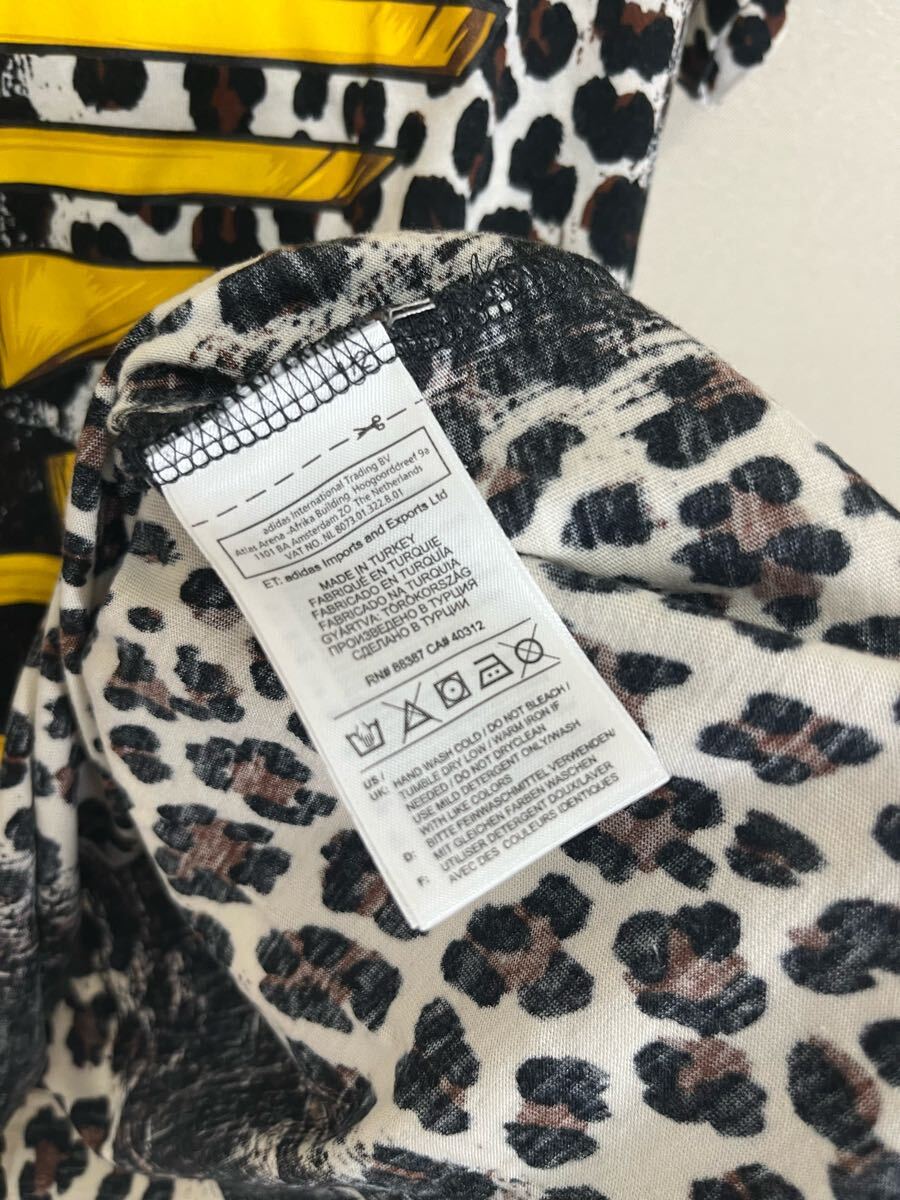 adidas International Trading BV
Atlas Arena -Afrika Building, Hoogoorddreef 9a
1101 BA Amsterdam ZO The Netherlands
VAT NO. NL 8073.01.322.B.01
ET: adidas Imports and Exports Ltd
MADE IN TURKEY
FABRIQUÉ EN TURQUIE
FABRICADO EN TURQUÍA
FABRICADO NA TURQUIA
GYÁRTVA: TÖRÖKORSZÁG
ПРОИЗВЕДЕНО В ТУРЦИЯ
СДЕЛАНО В ТУРЦИИ
RN# 88387 CA# 40312
US / UK: HAND WASH COLD / DO NOT BLEACH /
TUMBLE DRY LOW / WARM IRON IF
NEEDED / DO NOT DRYCLEAN
USE MILD DETERGENT ONLY/WASH
WITH LIKE COLORS
D: BITTE FEINWASCHMITTEL VERWENDEN/
MIT GLEICHEN FARBEN WASCHEN
F: UTILISER DETERGENT DOUX/LAVER
AVEC DES COULEURS IDENTIQUES